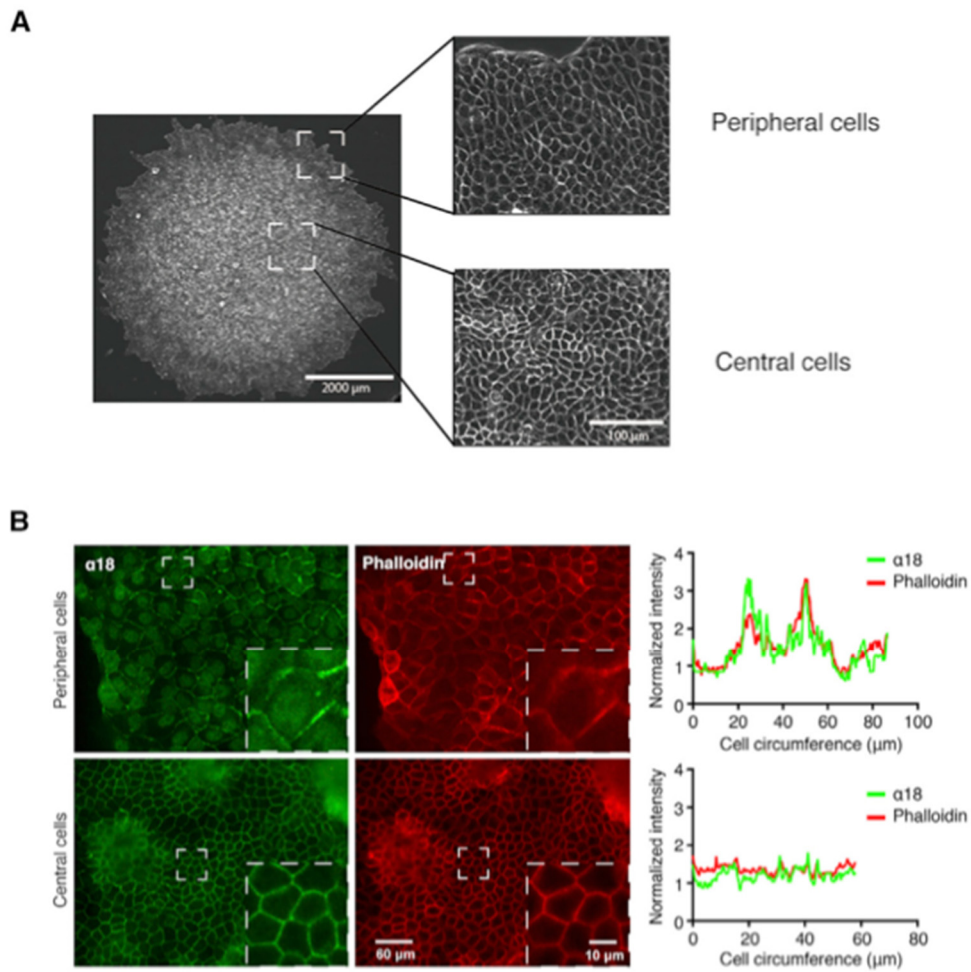 A
Peripheral cells
2000 µm
Central cells
100 µm
B
α18
Phalloidin
Peripheral cells
Normalized intensity
4
3
2
1
0
0 20 40 60 80 100
Cell circumference (µm)
α18
Phalloidin
Central cells
60 µm
10 µm
Normalized intensity
4
3
2
1
0
0 20 40 60 80
Cell circumference (µm)
α18
Phalloidin